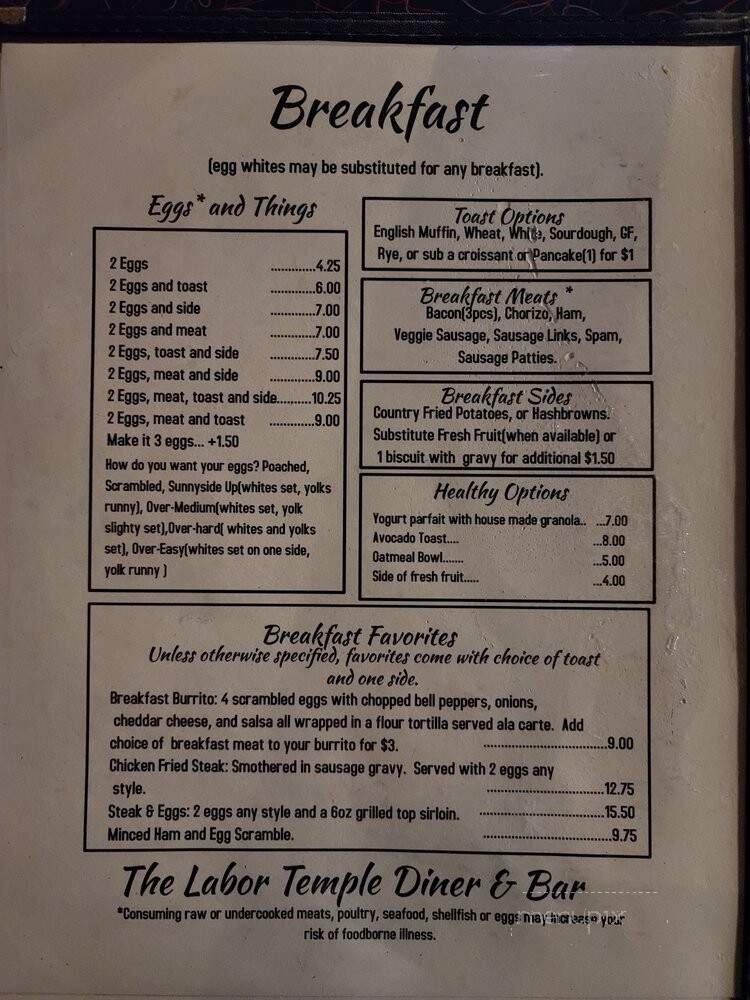 Breakfast
(egg whites may be substituted for any breakfast).
Eggs* and Things
2 Eggs .............4.25
2 Eggs and toast .............6.00
2 Eggs and side .............7.00
2 Eggs and meat .............7.00
2 Eggs, toast and side .............7.50
2 Eggs, meat and side .............9.00
2 Eggs, meat, toast and side..........10.25
2 Eggs, meat and toast .............9.00
Make it 3 eggs... +1.50
How do you want your eggs? Poached,
Scrambled, Sunnyside Up(whites set, yolks
runny), Over-Medium(whites set, yolk
slighty set),Over-hard( whites and yolks
set), Over-Easy(whites set on one side,
yolk runny )
Toast Options
English Muffin, Wheat, White, Sourdough, GF,
Rye, or sub a croissant or Pancake(1) for $1
Breakfast Meats *
Bacon(3pcs), Chorizo, Ham,
Veggie Sausage, Sausage Links, Spam,
Sausage Patties.
Breakfast Sides
Country Fried Potatoes, or Hashbrowns.
Substitute Fresh Fruit(when available) or
1 biscuit with gravy for additional $1.50
Healthy Options
Yogurt parfait with house made granola.. ...7.00
Avocado Toast.... ...8.00
Oatmeal Bowl....... ...5.00
Side of fresh fruit..... ...4.00
Breakfast Favorites
Unless otherwise specified, favorites come with choice of toast
and one side.
Breakfast Burrito: 4 scrambled eggs with chopped bell peppers, onions,
cheddar cheese, and salsa all wrapped in a flour tortilla served ala carte. Add
choice of breakfast meat to your burrito for $3. ....................................9.00
Chicken Fried Steak: Smothered in sausage gravy. Served with 2 eggs any
style. ...................................12.75
Steak & Eggs: 2 eggs any style and a 6oz grilled top sirloin. .....................................15.50
Minced Ham and Egg Scramble. .....................................9.75
The Labor Temple Diner & Bar
*Consuming raw or undercooked meats, poultry, seafood, shellfish or eggs may increase your
risk of foodborne illness.
menupix